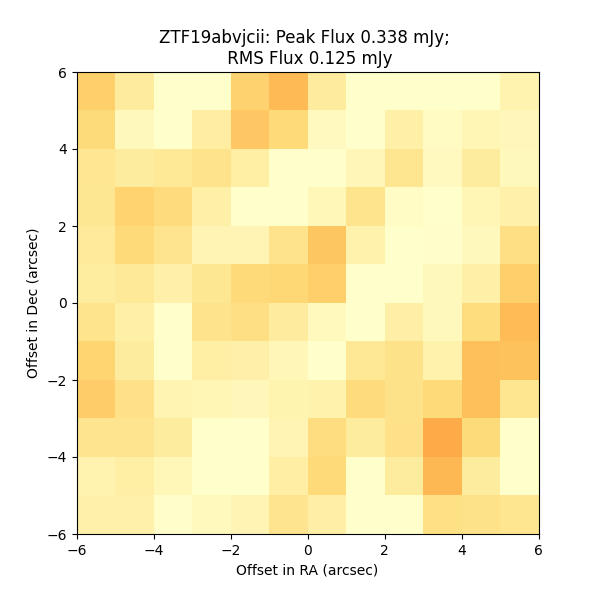 ZTF19abvjcii: Peak Flux 0.338 mJy;
RMS Flux 0.125 mJy
6
4
2
0
−2
−4
−6
Offset in Dec (arcsec)
−6 −4 −2 0 2 4 6
Offset in RA (arcsec)